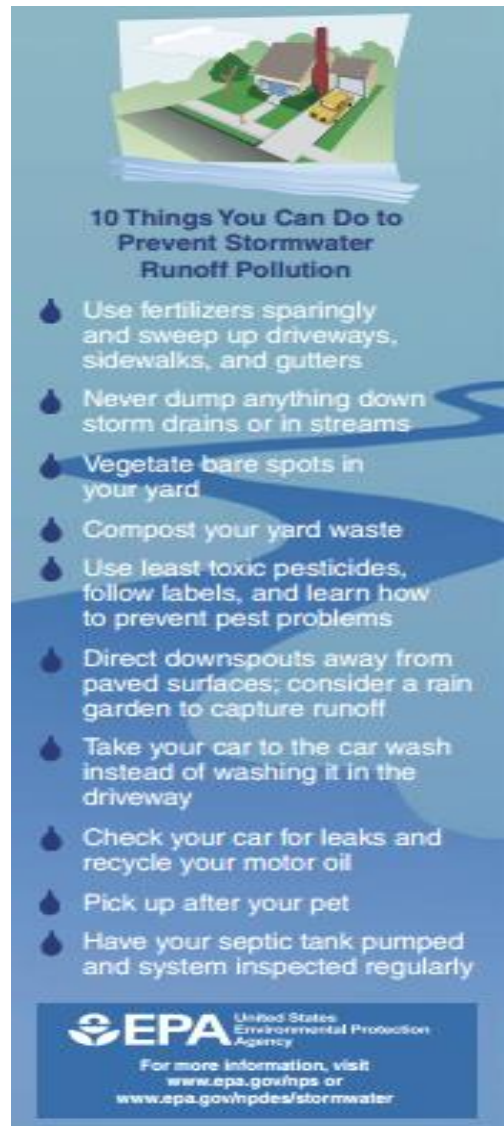 10 Things You Can Do to
Prevent Stormwater
Runoff Pollution
Use fertilizers sparingly
and sweep up driveways,
sidewalks, and gutters
Never dump anything down
storm drains or in streams
Vegetate bare spots in
your yard
Compost your yard waste
Use least toxic pesticides,
follow labels, and learn how
to prevent pest problems
Direct downspouts away from
paved surfaces; consider a rain
garden to capture runoff
Take your car to the car wash
instead of washing it in the
driveway
Check your car for leaks and
recycle your motor oil
Pick up after your pet
Have your septic tank pumped
and system inspected regularly
EPA
United States
Environmental Protection
Agency
For more information, visit
www.epa.gov/nps or
www.epa.gov/npdes/stormwater